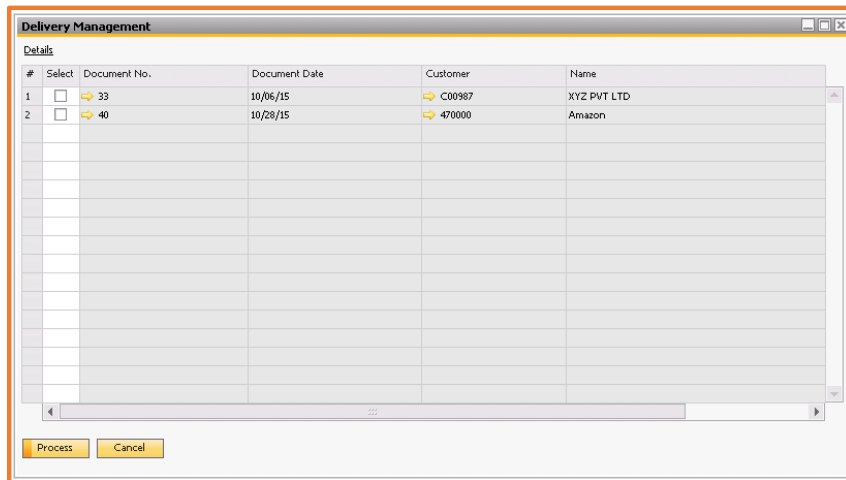 Delivery Management
Details
# Select Document No. Document Date Customer Name
1 33 10/06/15 C00987 XYZ PVT LTD
2 40 10/28/15 470000 Amazon
Process Cancel